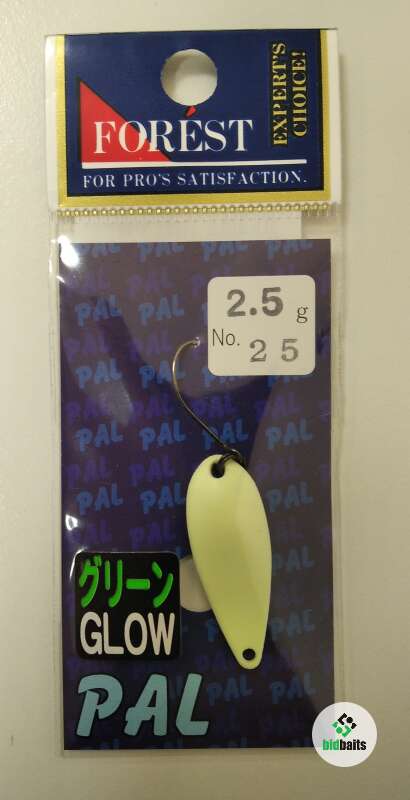 FORÉST
EXPERT'S
CHOICE!
FOR PRO'S SATISFACTION.
2.5 g
No. 25
グリーン
GLOW
PAL
bidbaits